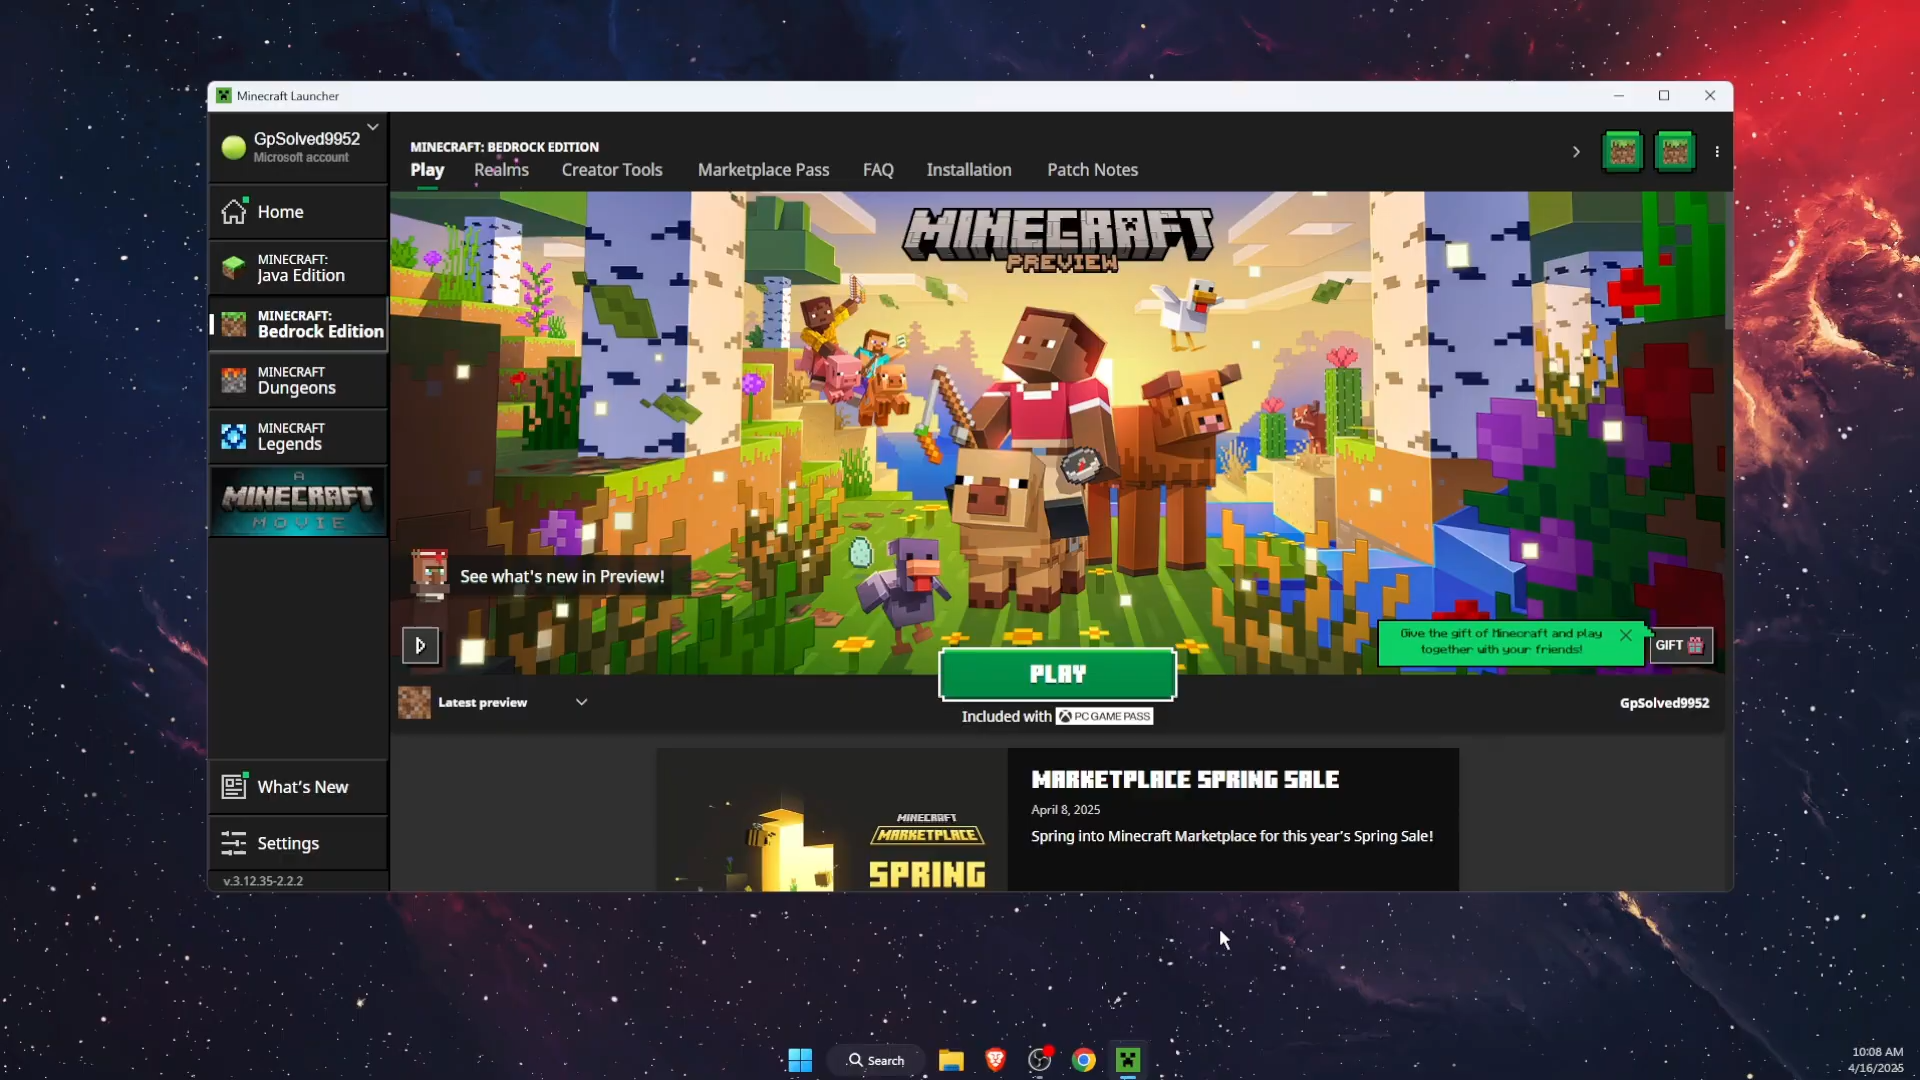 Minecraft Launcher
GpSolved9952
Microsoft account
Home
MINECRAFT:
Java Edition
MINECRAFT:
Bedrock Edition
MINECRAFT
Dungeons
MINECRAFT
Legends
A
MINECRAFT
MOVIE
What's New
Settings
v.3.12.35-2.2.2
MINECRAFT: BEDROCK EDITION
Play Realms Creator Tools Marketplace Pass FAQ Installation Patch Notes
MINECRAFT
PREVIEW
See what's new in Preview!
Give the gift of Minecraft and play
together with your friends!
GIFT
Latest preview
PLAY
Included with PC GAME PASS
GpSolved9952
MINECRAFT
MARKETPLACE
SPRING
MARKETPLACE SPRING SALE
April 8, 2025
Spring into Minecraft Marketplace for this year's Spring Sale!
Search
10:08 AM
4/16/2025